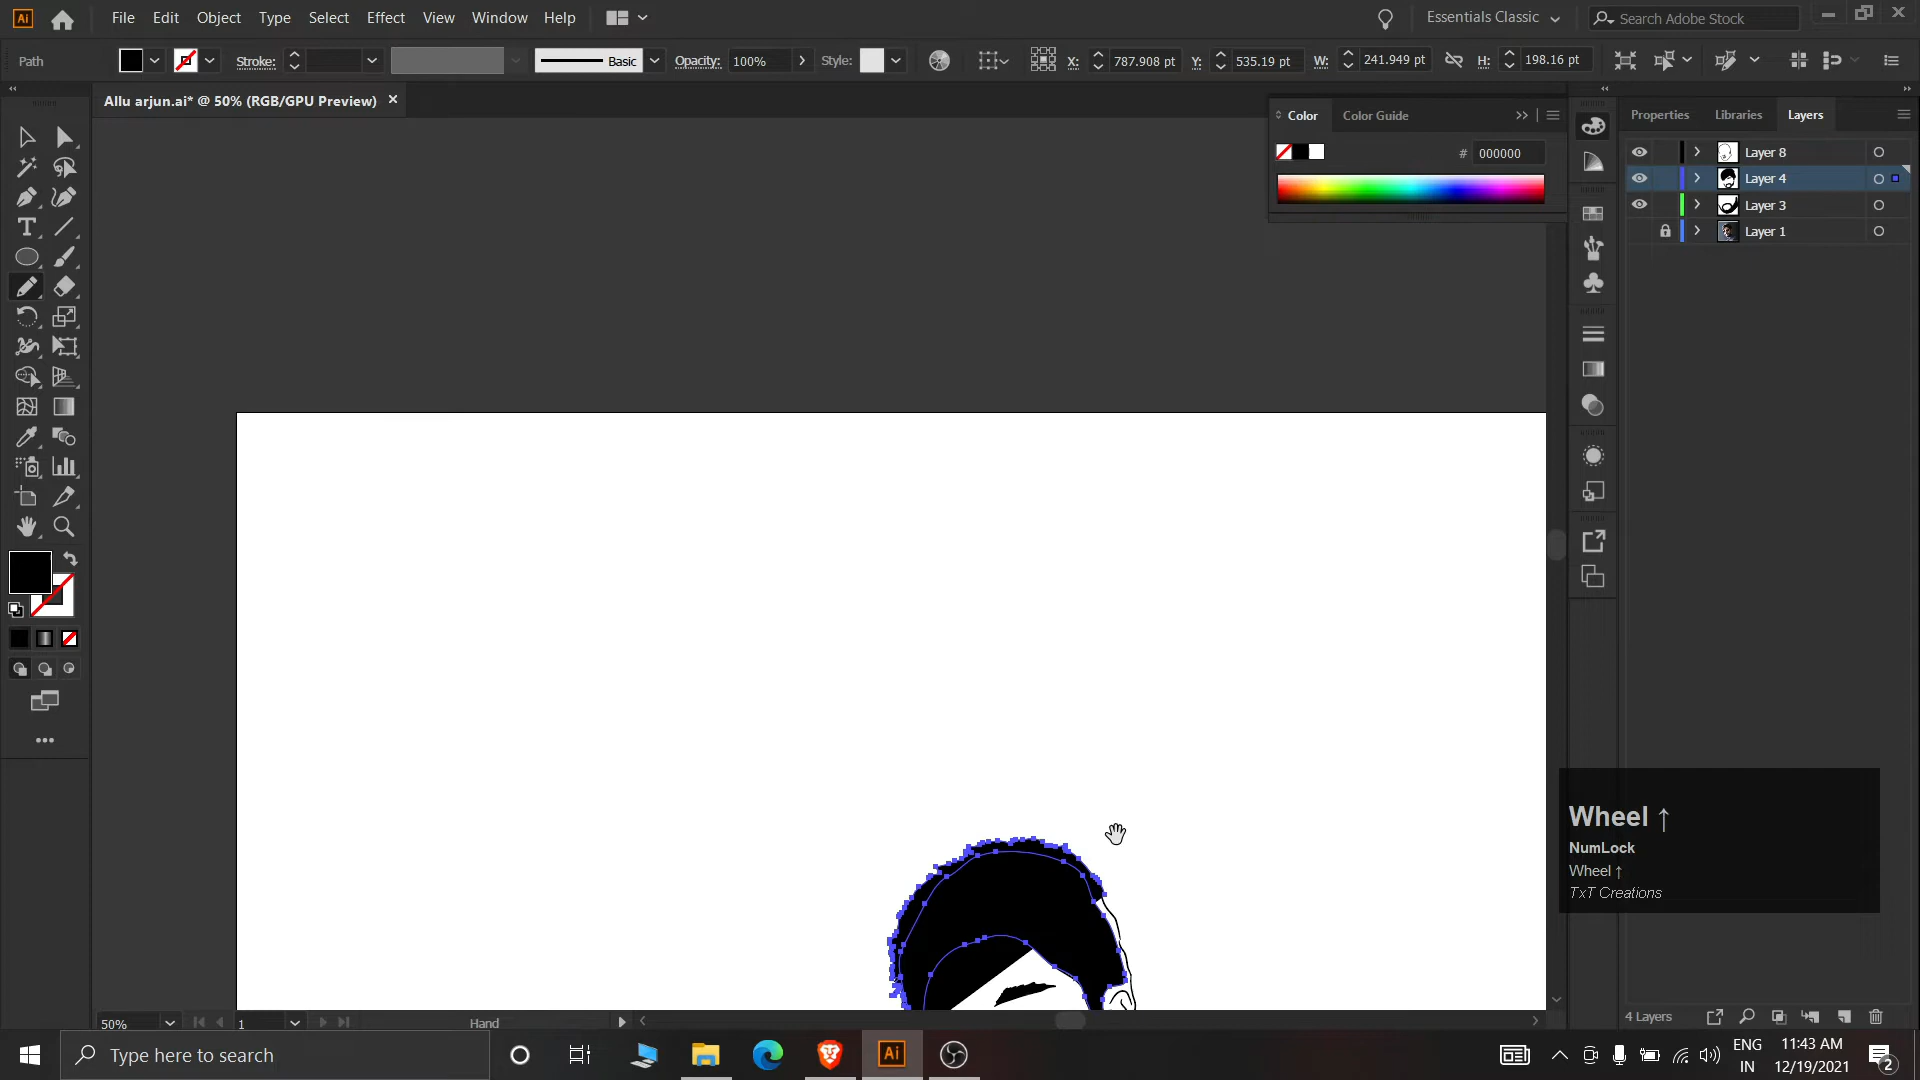 Ai
File Edit Object Type Select Effect View Window Help
Essentials Classic
Search Adobe Stock
Path
Stroke:
Basic
Opacity: 100%
Style:
X: 787.908 pt
Y: 535.19 pt
W: 241.949 pt
H: 198.16 pt
Allu arjun.ai* @ 50% (RGB/GPU Preview) ×
Color Color Guide
# 000000
Properties Libraries Layers
Layer 8
Layer 4
Layer 3
Layer 1
Wheel ↑
NumLock
Wheel ↑
TxT Creations
50%
1
Hand
4 Layers
Type here to search
Ai
ENG
IN
11:43 AM
12/19/2021
2